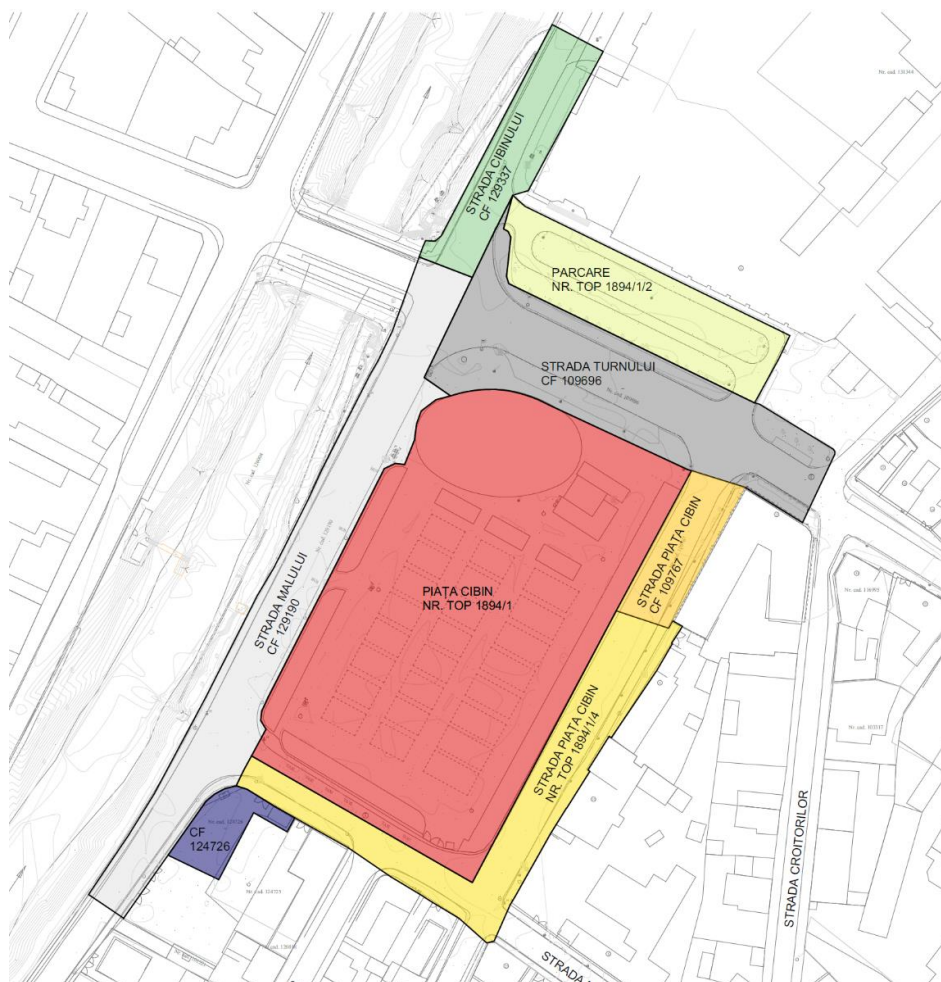 STRADA CIBINULUI
CF 129337
PARCARE
NR. TOP 1894/1/2
STRADA TURNULUI
CF 109696
STRADA MALULUI
CF 129190
PIAȚA CIBIN
NR. TOP 1894/1
STRADA PIAȚA CIBIN
CF 109767
STRADA PIAȚA CIBIN
NR. TOP 1894/1/4
CF
124726
STRADA CROITORILOR
STRADA